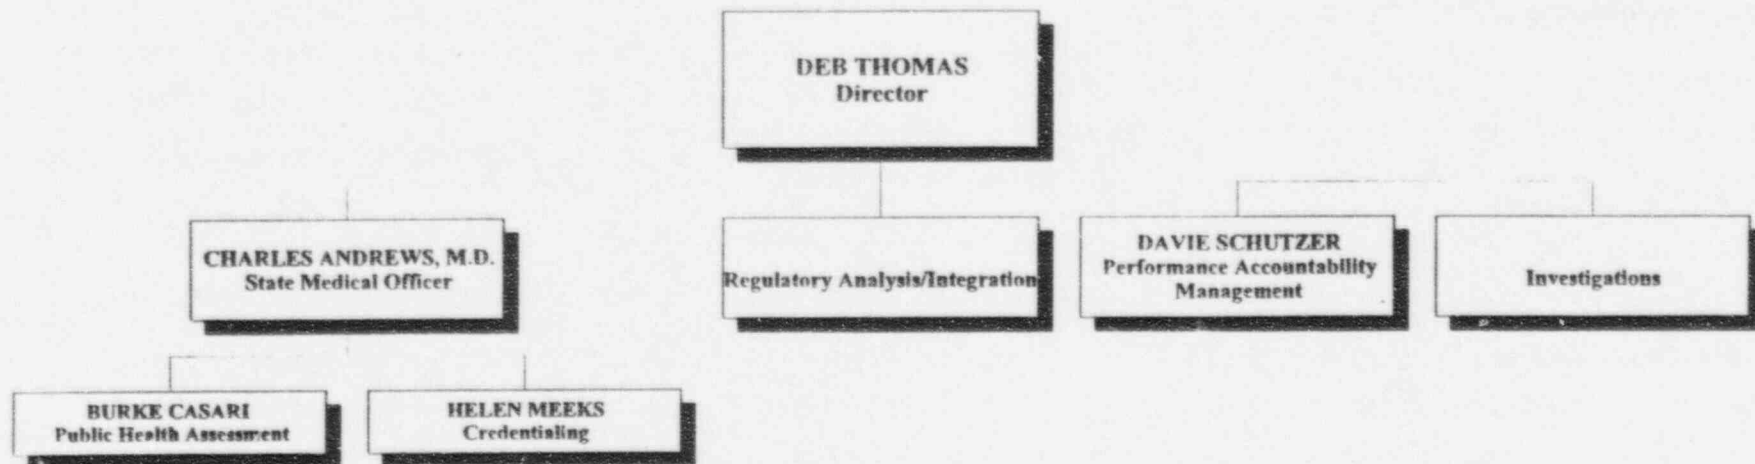 DEB THOMAS
Director
CHARLES ANDREWS, M.D.
State Medical Officer
Regulatory Analysis/Integration
DAVIE SCHUTZER
Performance Accountability
Management
Investigations
BURKE CASARI
Public Health Assessment
HELEN MEEKS
Credentialing